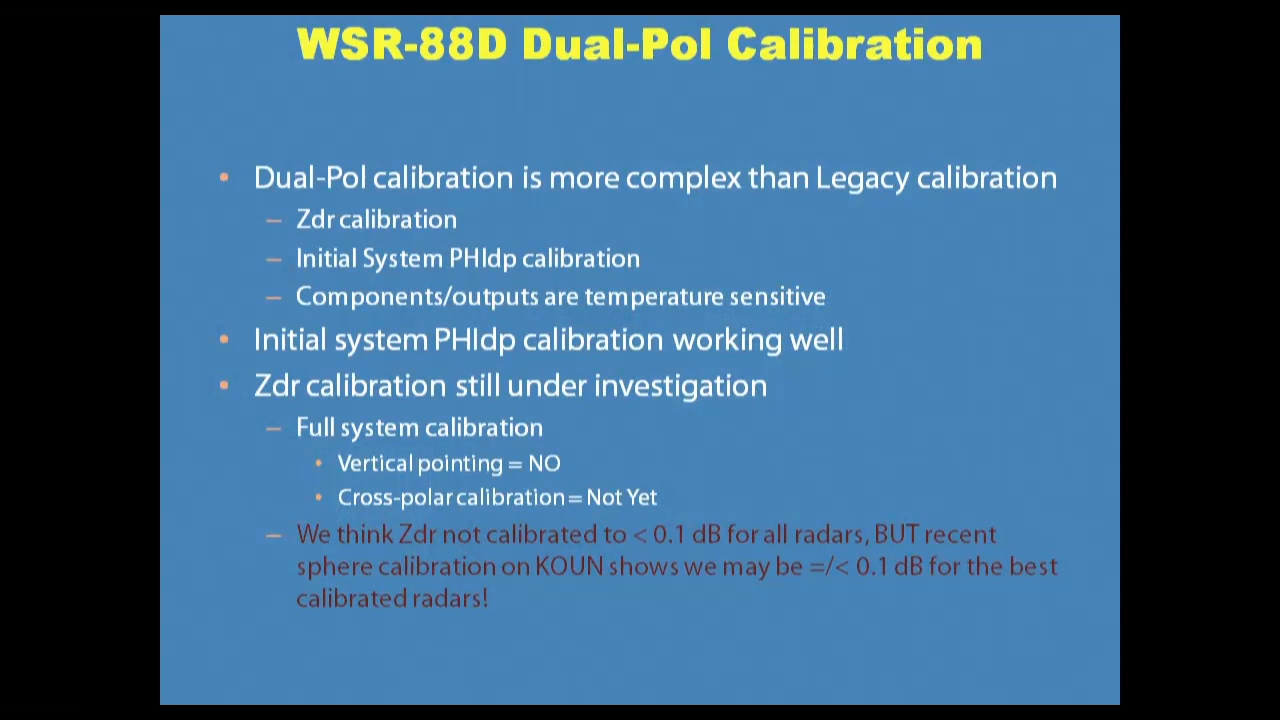 WSR-88D Dual-Pol Calibration
• Dual-Pol calibration is more complex than Legacy calibration
– Zdr calibration
– Initial System PHIdp calibration
– Components/outputs are temperature sensitive
• Initial system PHIdp calibration working well
• Zdr calibration still under investigation
– Full system calibration
• Vertical pointing = NO
• Cross-polar calibration = Not Yet
– We think Zdr not calibrated to < 0.1 dB for all radars, BUT recent
sphere calibration on KOUN shows we may be =/< 0.1 dB for the best
calibrated radars!